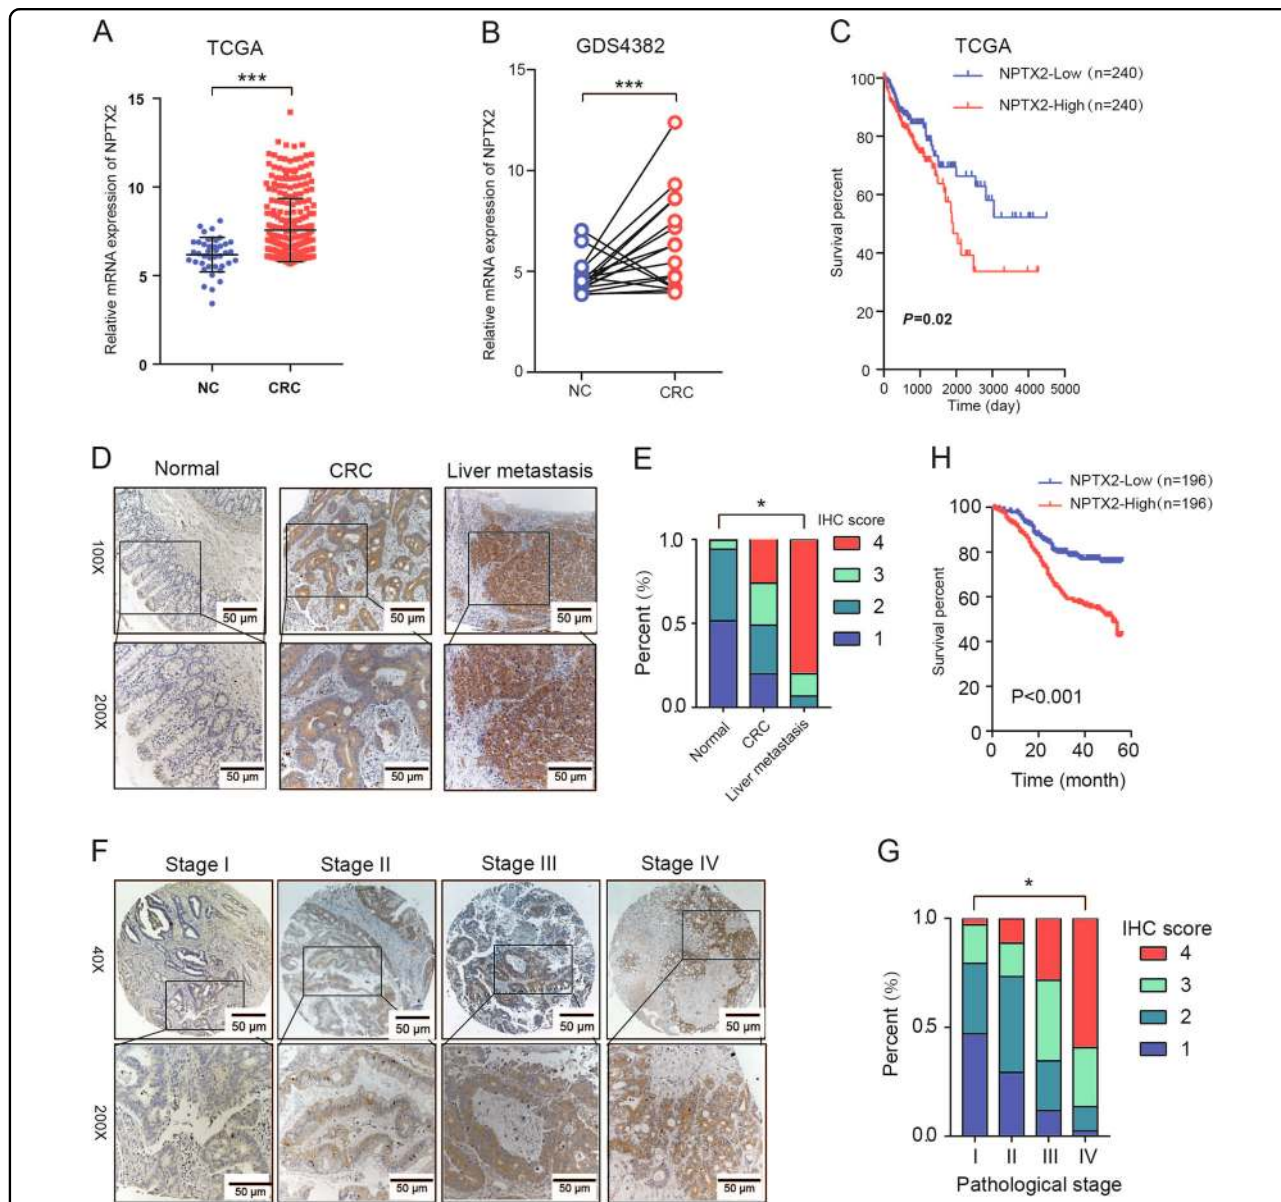 A
TCGA
***
Relative mRNA expression of NPTX2
15
10
5
0
NC
CRC
B
GDS4382
***
Relative mRNA expression of NPTX2
15
10
5
0
NC
CRC
C
TCGA
NPTX2-Low (n=240)
NPTX2-High (n=240)
Survival percent
100
80
60
40
20
0
P=0.02
0
1000
2000
3000
4000
5000
Time (day)
D
Normal
CRC
Liver metastasis
100X
50 µm
50 µm
50 µm
200X
50 µm
50 µm
50 µm
E
*
IHC score
4
3
2
1
Percent (%)
1.0
0.5
0.0
Normal
CRC
Liver metastasis
H
NPTX2-Low (n=196)
NPTX2-High (n=196)
Survival percent
100
80
60
40
20
0
P<0.001
0
20
40
60
Time (month)
F
Stage I
Stage II
Stage III
Stage IV
40X
50 µm
50 µm
50 µm
50 µm
200X
50 µm
50 µm
50 µm
50 µm
G
*
IHC score
4
3
2
1
Percent (%)
1.0
0.5
0.0
I
II
III
IV
Pathological stage